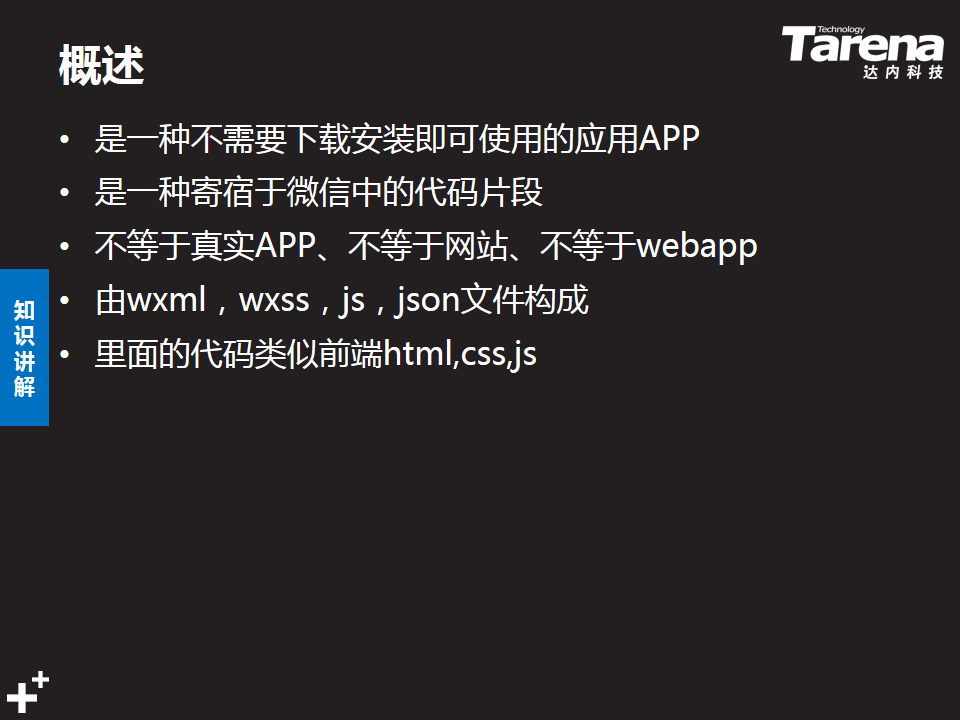 概述
Technology
Tarena
达内科技
• 是一种不需要下载安装即可使用的应用APP
• 是一种寄宿于微信中的代码片段
• 不等于真实APP、不等于网站、不等于webapp
• 由wxml，wxss，js，json文件构成
• 里面的代码类似前端html,css,js
知识讲解